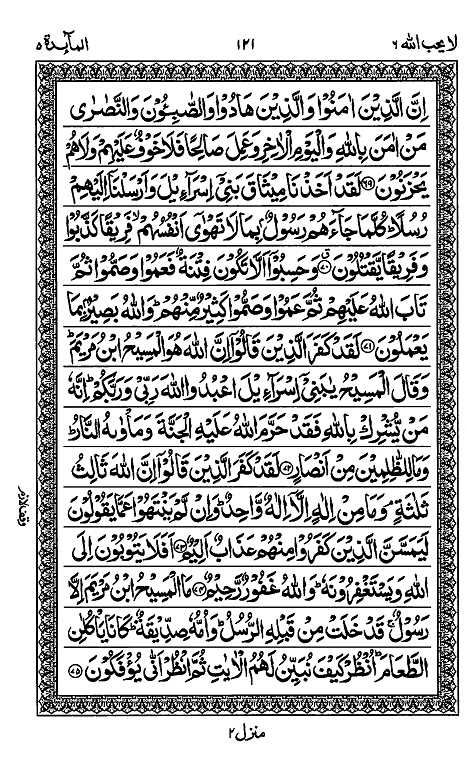 لا يحب الله ٦ ١٢١ المآئدة ٥
اِنَّ الَّذِيْنَ اٰمَنُوْا وَالَّذِيْنَ هَادُوْا وَالصّٰبِـُٔوْنَ وَالنَّصٰرٰى
مَنْ اٰمَنَ بِاللّٰهِ وَالْيَوْمِ الْاٰخِرِ وَعَمِلَ صَالِحًا فَلَا خَوْفٌ عَلَيْهِمْ وَلَا هُمْ
يَحْزَنُوْنَ ﴿٦٩﴾ لَقَدْ اَخَذْنَا مِيْثَاقَ بَنِيْۤ اِسْرَآءِيْلَ وَاَرْسَلْنَاۤ اِلَيْهِمْ
رُسُلًا ؕ كُلَّمَا جَآءَهُمْ رَسُوْلٌۢ بِمَا لَا تَهْوٰۤى اَنْفُسُهُمْ ۙ فَرِيْقًا كَذَّبُوْا
وَفَرِيْقًا يَّقْتُلُوْنَ ﴿٧٠﴾ وَحَسِبُوْۤا اَلَّا تَكُوْنَ فِتْنَةٌ فَعَمُوْا وَصَمُّوْا ثُمَّ
تَابَ اللّٰهُ عَلَيْهِمْ ثُمَّ عَمُوْا وَصَمُّوْا كَثِيْرٌ مِّنْهُمْ ؕ وَاللّٰهُ بَصِيْرٌۢ بِمَا
يَعْمَلُوْنَ ﴿٧١﴾ لَقَدْ كَفَرَ الَّذِيْنَ قَالُوْۤا اِنَّ اللّٰهَ هُوَ الْمَسِيْحُ ابْنُ مَرْيَمَ ؕ
وَقَالَ الْمَسِيْحُ يٰبَنِيْۤ اِسْرَآءِيْلَ اعْبُدُوا اللّٰهَ رَبِّيْ وَرَبَّكُمْ ؕ اِنَّهٗ
مَنْ يُّشْرِكْ بِاللّٰهِ فَقَدْ حَرَّمَ اللّٰهُ عَلَيْهِ الْجَنَّةَ وَمَاْوٰىهُ النَّارُ ؕ
وَمَا لِلظّٰلِمِيْنَ مِنْ اَنْصَارٍ ﴿٧٢﴾ لَقَدْ كَفَرَ الَّذِيْنَ قَالُوْۤا اِنَّ اللّٰهَ ثَالِثُ
ثَلٰثَةٍ ۘ وَمَا مِنْ اِلٰهٍ اِلَّاۤ اِلٰهٌ وَّاحِدٌ ؕ وَاِنْ لَّمْ يَنْتَهُوْا عَمَّا يَقُوْلُوْنَ
لَيَمَسَّنَّ الَّذِيْنَ كَفَرُوْا مِنْهُمْ عَذَابٌ اَلِيْمٌ ﴿٧٣﴾ اَفَلَا يَتُوْبُوْنَ اِلَى
اللّٰهِ وَيَسْتَغْفِرُوْنَهٗ ؕ وَاللّٰهُ غَفُوْرٌ رَّحِيْمٌ ﴿٧٤﴾ مَا الْمَسِيْحُ ابْنُ مَرْيَمَ اِلَّا
رَسُوْلٌ ۚ قَدْ خَلَتْ مِنْ قَبْلِهِ الرُّسُلُ ؕ وَاُمُّهٗ صِدِّيْقَةٌ ؕ كَانَا يَاْكُلٰنِ
الطَّعَامَ ؕ اُنْظُرْ كَيْفَ نُبَيِّنُ لَهُمُ الْاٰيٰتِ ثُمَّ انْظُرْ اَنّٰى يُؤْفَكُوْنَ ﴿٧٥﴾
وقف لازم
منزل ٢